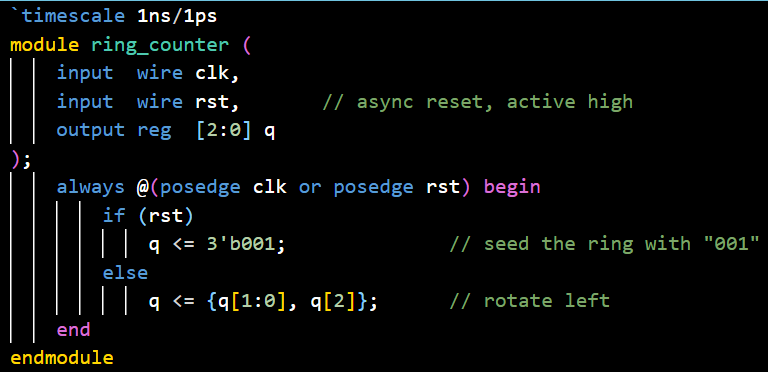 `timescale 1ns/1ps
module ring_counter (
input  wire clk,
input  wire rst,       // async reset, active high
output reg  [2:0] q
);
always @(posedge clk or posedge rst) begin
if (rst)
q <= 3'b001;              // seed the ring with "001"
else
q <= {q[1:0], q[2]};      // rotate left
end
endmodule